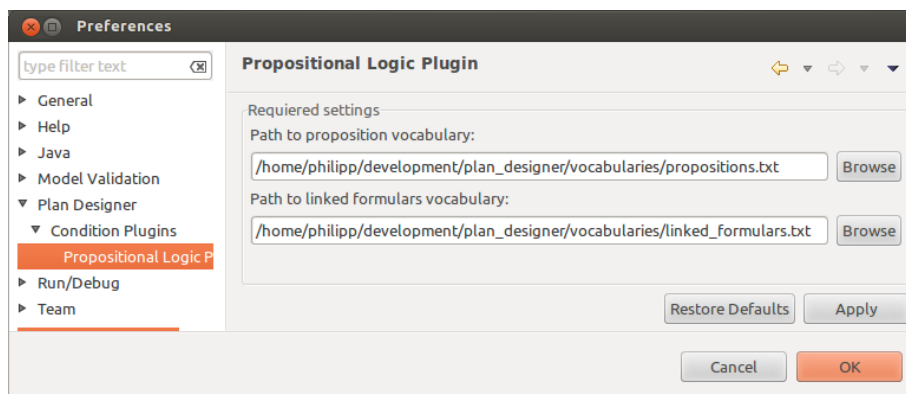 Preferences
type filter text
General
Help
Java
Model Validation
Plan Designer
Condition Plugins
Propositional Logic P
Run/Debug
Team
Propositional Logic Plugin
Requiered settings
Path to proposition vocabulary:
/home/philipp/development/plan_designer/vocabularies/propositions.txt Browse
Path to linked formulars vocabulary:
/home/philipp/development/plan_designer/vocabularies/linked_formulars.txt Browse
Restore Defaults Apply
Cancel OK